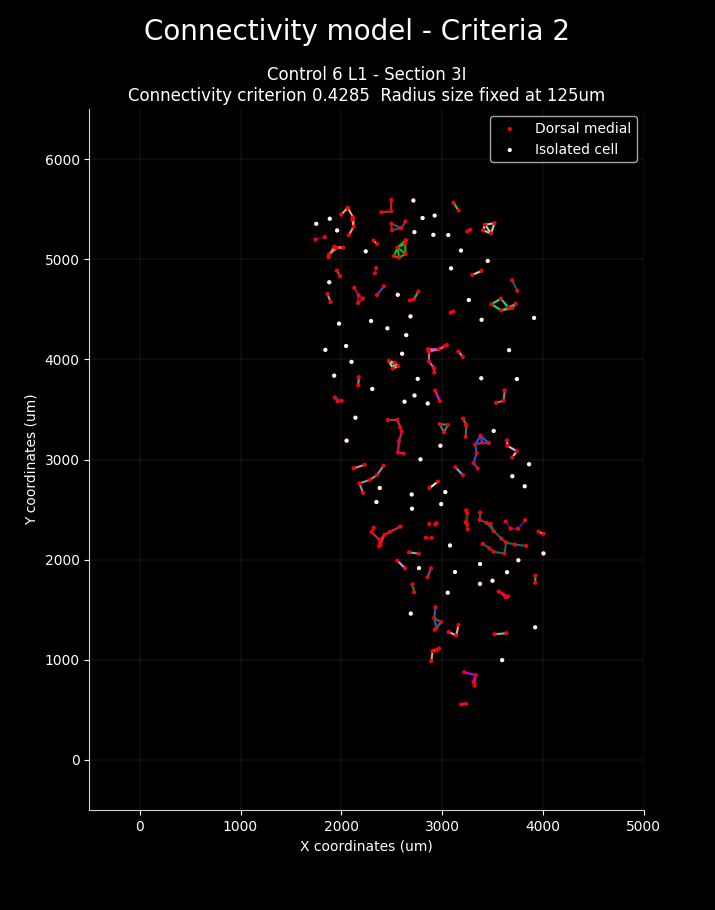 Connectivity model - Criteria 2
Control 6 L1 - Section 3I
Connectivity criterion 0.4285  Radius size fixed at 125um
Dorsal medial
Isolated cell
6000
5000
4000
3000
2000
1000
0
Y coordinates (um)
0 1000 2000 3000 4000 5000
X coordinates (um)